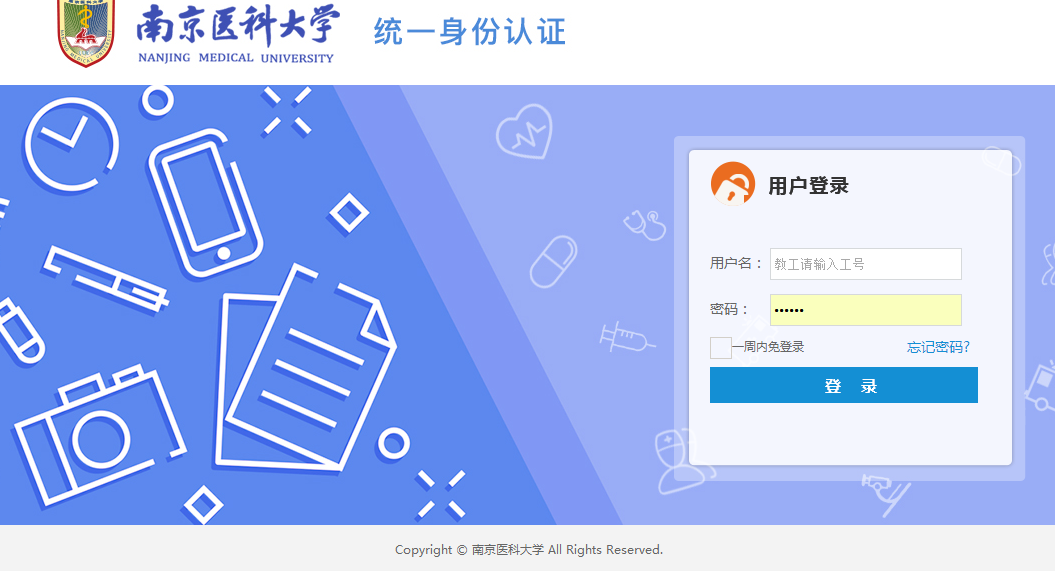 南京医科大学
NANJING MEDICAL UNIVERSITY
统一身份认证
用户登录
用户名： 教工请输入工号
密码： ••••••
一周内免登录 忘记密码?
登 录
Copyright © 南京医科大学 All Rights Reserved.